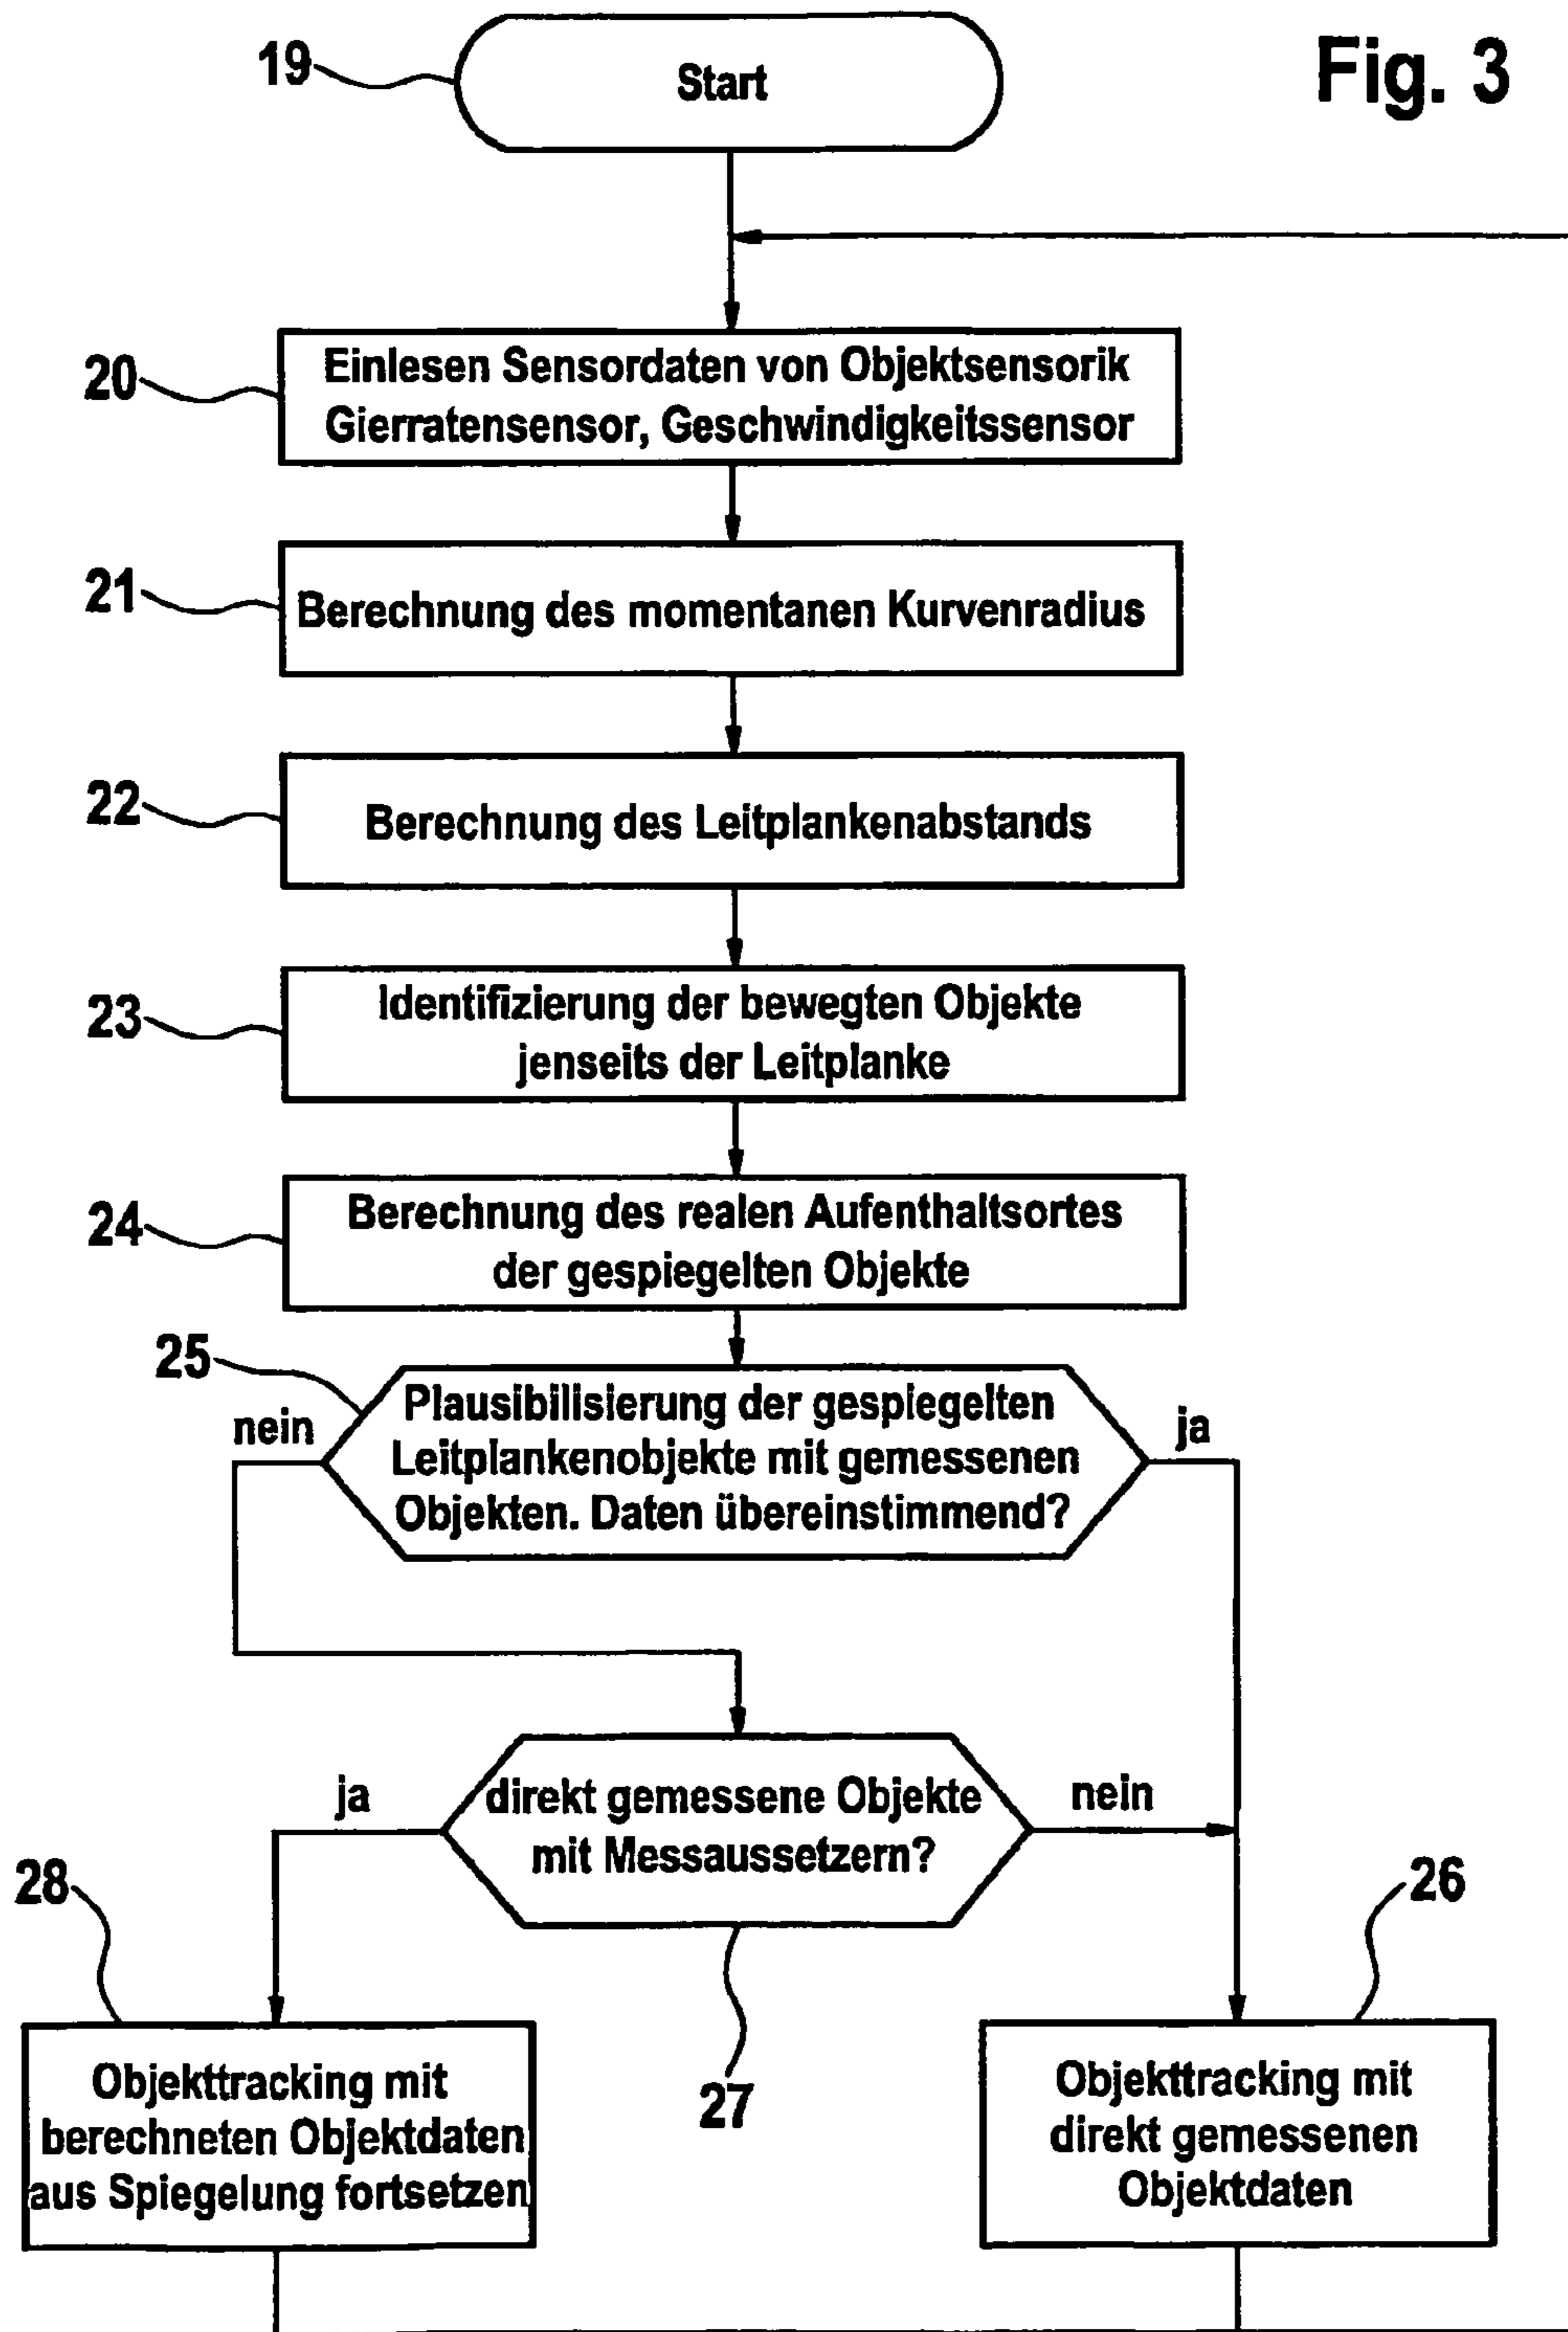 Fig. 3
19
Start
20
Einlesen Sensordaten von Objektsensorik
Gierratensensor, Geschwindigkeitssensor
21
Berechnung des momentanen Kurvenradius
22
Berechnung des Leitplankenabstands
23
Identifizierung der bewegten Objekte
jenseits der Leitplanke
24
Berechnung des realen Aufenthaltsortes
der gespiegelten Objekte
25
nein
Plausibilisierung der gespiegelten
Leitplankenobjekte mit gemessenen
Objekten. Daten übereinstimmend?
ja
ja
direkt gemessene Objekte
mit Messaussetzern?
nein
28
26
27
Objekttracking mit
berechneten Objektdaten
aus Spiegelung fortsetzen
Objekttracking mit
direkt gemessenen
Objektdaten